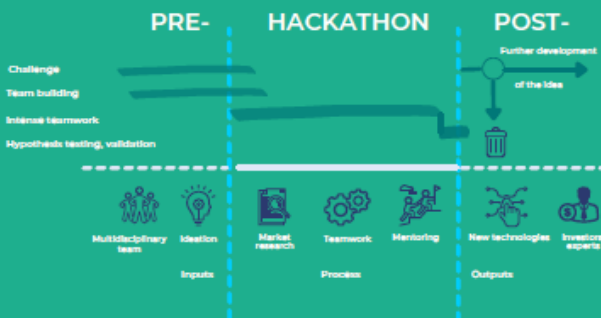 PRE-
HACKATHON
POST-
Further development
of the idea
Challenge
Team building
Intense teamwork
Hypothesis testing, validation
Multidisciplinary
team
Ideation
Market
research
Teamwork
Mentoring
New technologies
Investors
experts
Inputs
Process
Outputs